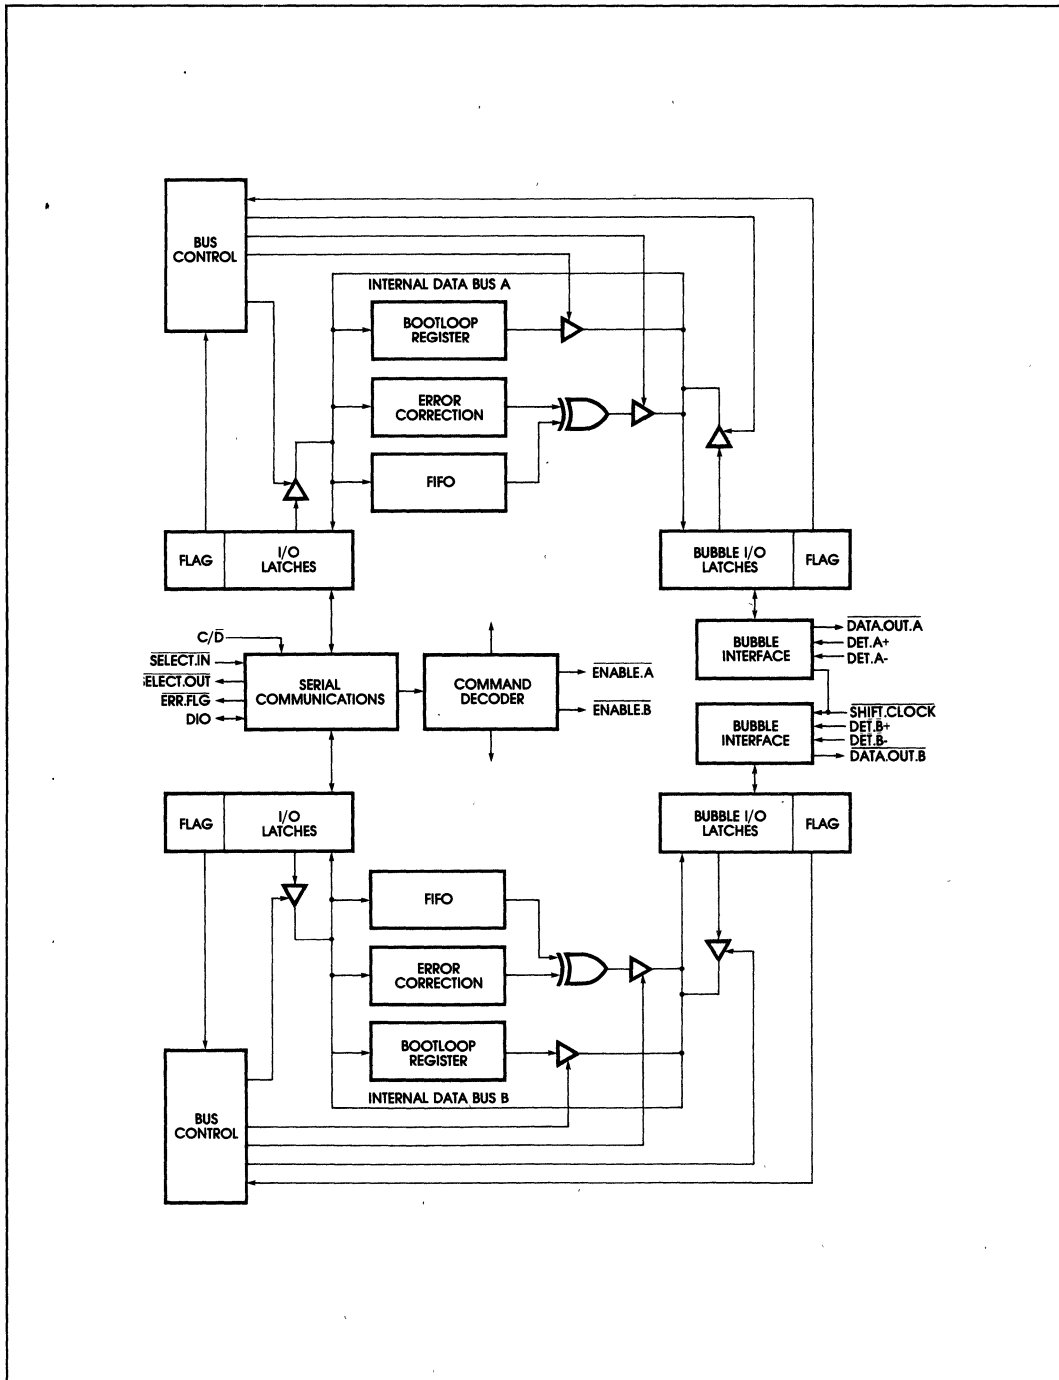 BUS
CONTROL
INTERNAL DATA BUS A
BOOTLOOP
REGISTER
ERROR
CORRECTION
FIFO
FLAG
I/O
LATCHES
BUBBLE I/O
LATCHES
FLAG
C/D̅
SELECT.IN
SELECT.OUT
ERR.FLG
DIO
SERIAL
COMMUNICATIONS
COMMAND
DECODER
ENABLE.A
ENABLE.B
BUBBLE
INTERFACE
DATA.OUT.A
DET.A+
DET.A-
BUBBLE
INTERFACE
SHIFT.CLOCK
DET.B+
DET.B-
DATA.OUT.B
FLAG
I/O
LATCHES
BUBBLE I/O
LATCHES
FLAG
FIFO
ERROR
CORRECTION
BOOTLOOP
REGISTER
INTERNAL DATA BUS B
BUS
CONTROL